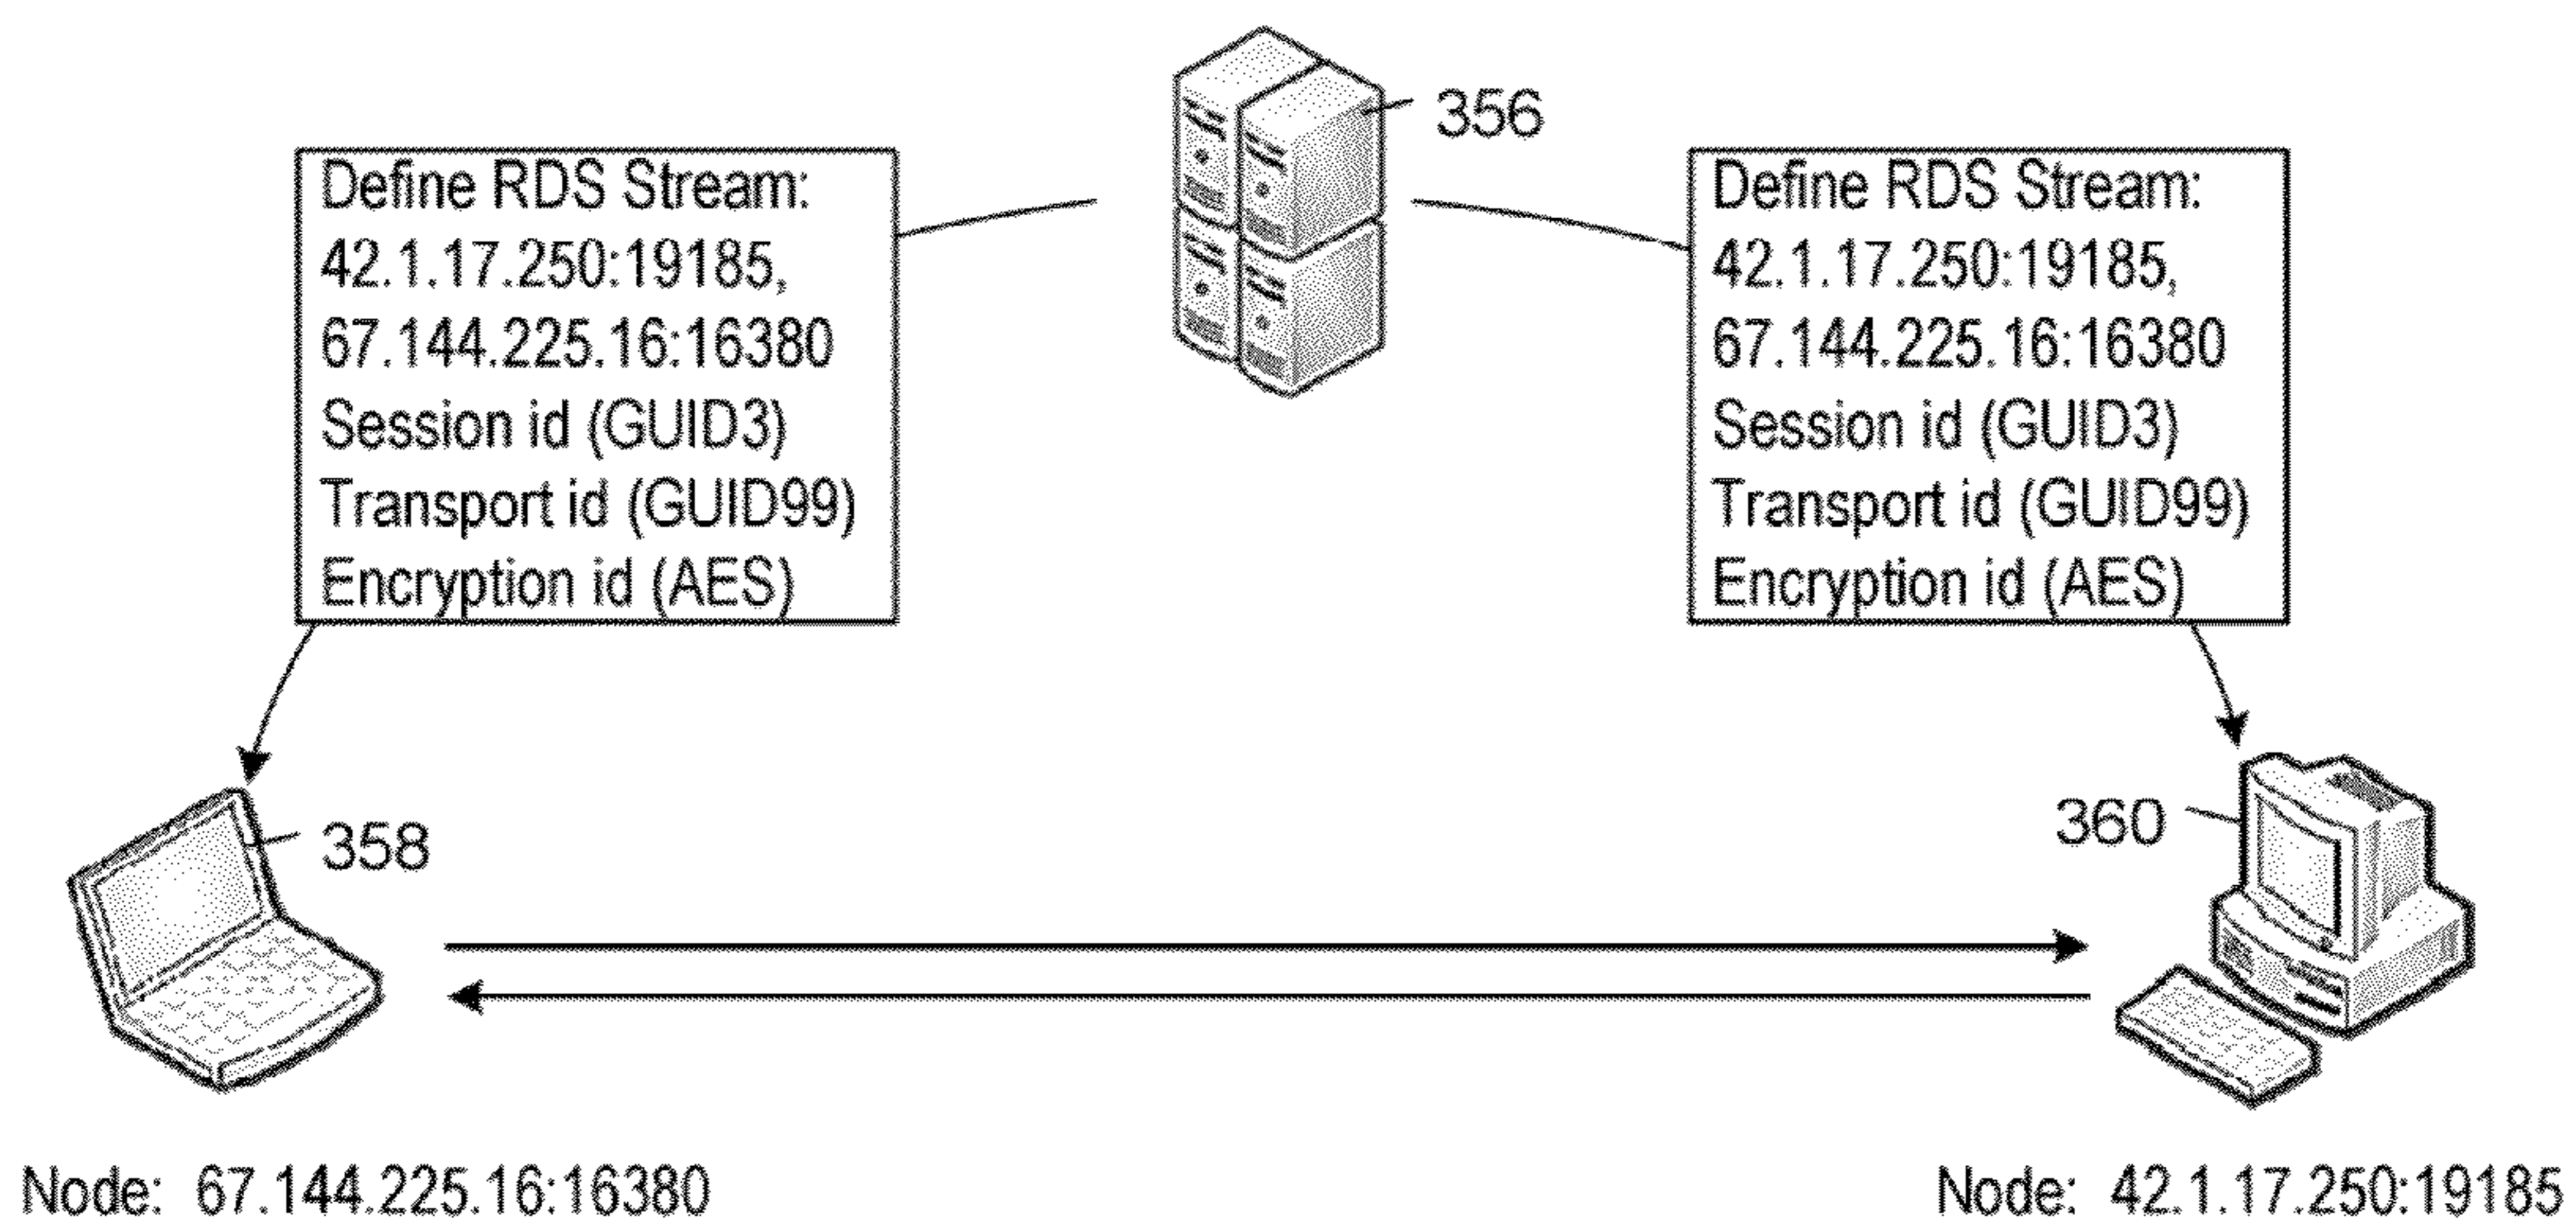 356
Define RDS Stream:
42.1.17.250:19185,
67.144.225.16:16380
Session id (GUID3)
Transport id (GUID99)
Encryption id (AES)
Define RDS Stream:
42.1.17.250:19185,
67.144.225.16:16380
Session id (GUID3)
Transport id (GUID99)
Encryption id (AES)
358
360
Node: 67.144.225.16:16380
Node: 42.1.17.250:19185